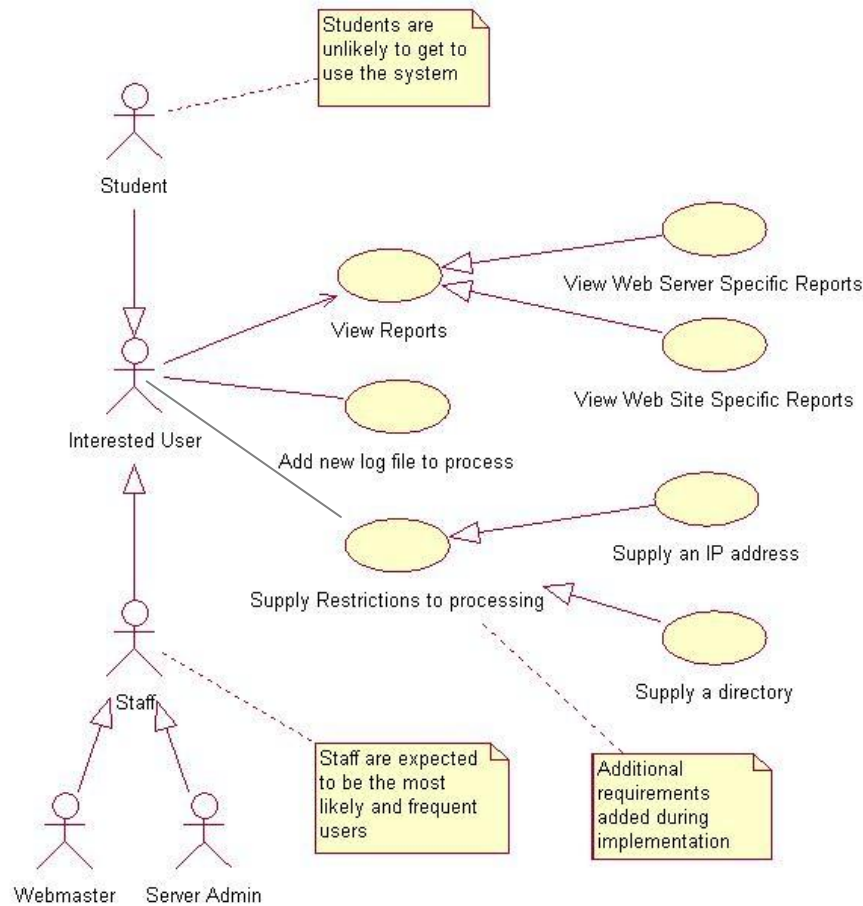 Students are
unlikely to get to
use the system
Student
View Web Server Specific Reports
View Reports
View Web Site Specific Reports
Interested User
Add new log file to process
Supply an IP address
Supply Restrictions to processing
Supply a directory
Staff
Staff are expected
to be the most
likely and frequent
users
Additional
requirements
added during
implementation
Webmaster
Server Admin